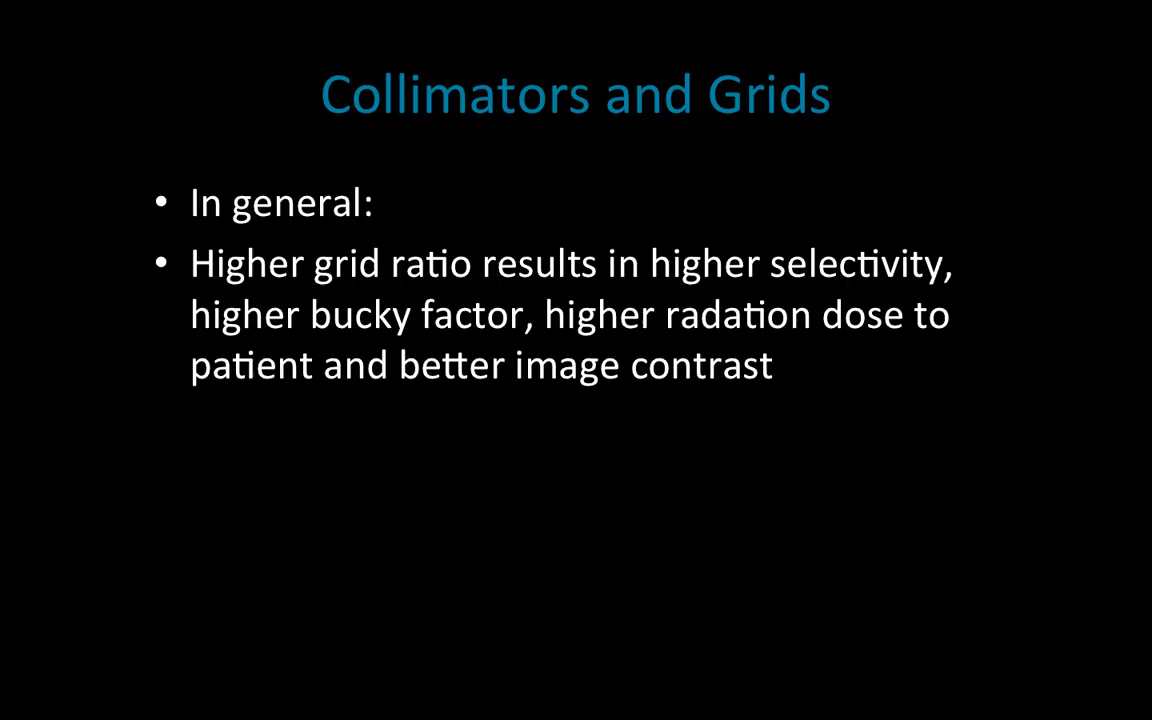 Collimators and Grids
• In general:
• Higher grid ratio results in higher selectivity,
higher bucky factor, higher radation dose to
patient and better image contrast